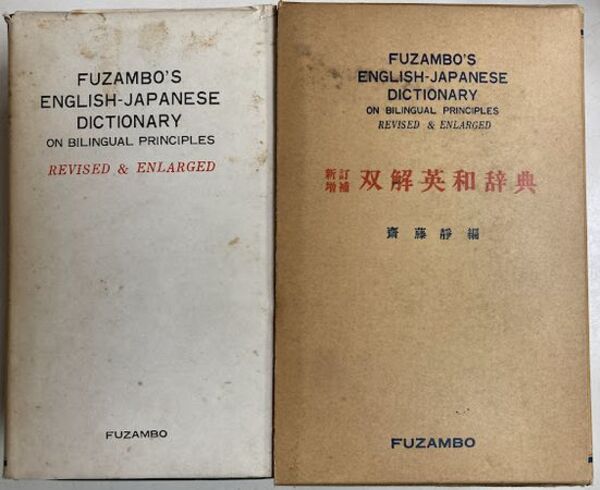 FUZAMBO'S
ENGLISH-JAPANESE
DICTIONARY
ON BILINGUAL PRINCIPLES
REVISED & ENLARGED
FUZAMBO
FUZAMBO'S
ENGLISH-JAPANESE
DICTIONARY
ON BILINGUAL PRINCIPLES
REVISED & ENLARGED
新訂
増補 双解英和辞典
齋藤靜編
FUZAMBO